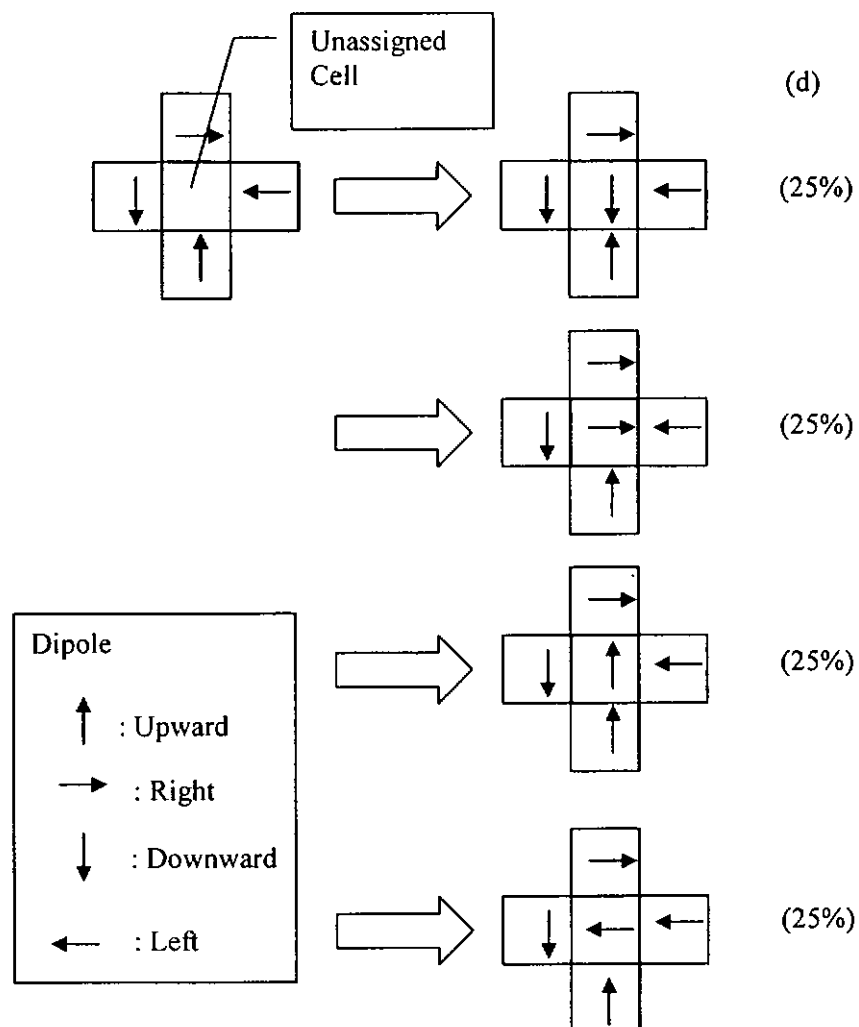 Unassigned
Cell
(d)
(25%)
(25%)
(25%)
Dipole
: Upward
: Right
: Downward
: Left
(25%)